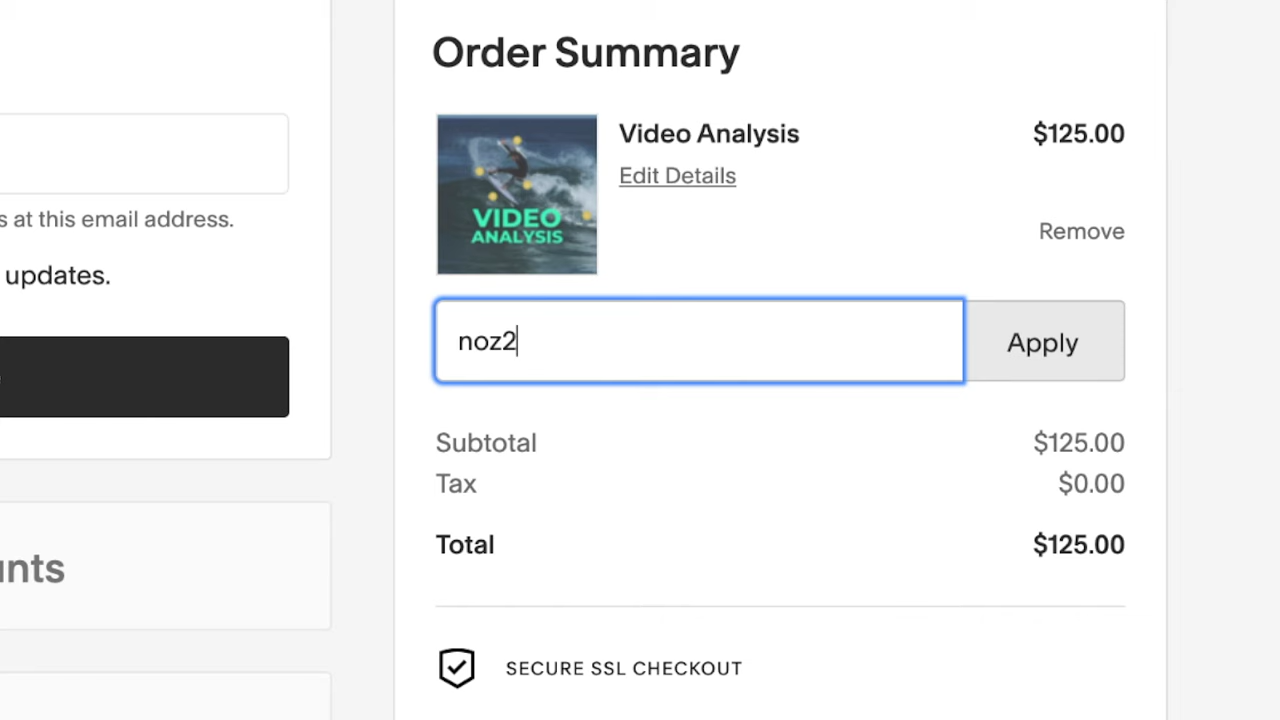 Order Summary
VIDEO
ANALYSIS
Video Analysis $125.00
Edit Details
Remove
s at this email address.
updates.
noz2
Apply
Subtotal $125.00
Tax $0.00
Total $125.00
SECURE SSL CHECKOUT